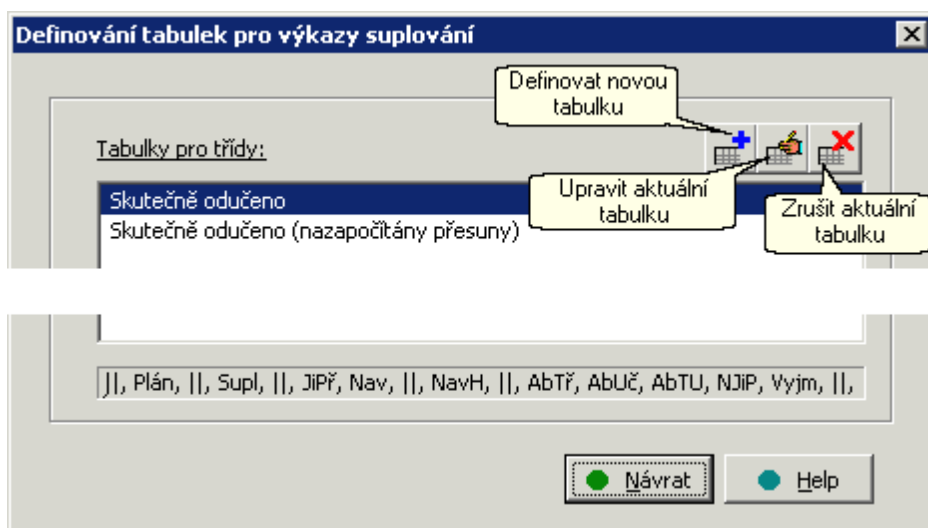 Definování tabulek pro výkazy suplování
Definovat novou
tabulku
Tabulky pro třídy:
Skutečně odučeno
Skutečně odučeno (nazapočítány přesuny)
Upravit aktuální
tabulku
Zrušit aktuální
tabulku
||, Plán, ||, Supl, ||, JiPř, Nav, ||, NavH, ||, AbTř, AbUč, AbTU, NJiP, Vyjm, ||,
Návrat
Help